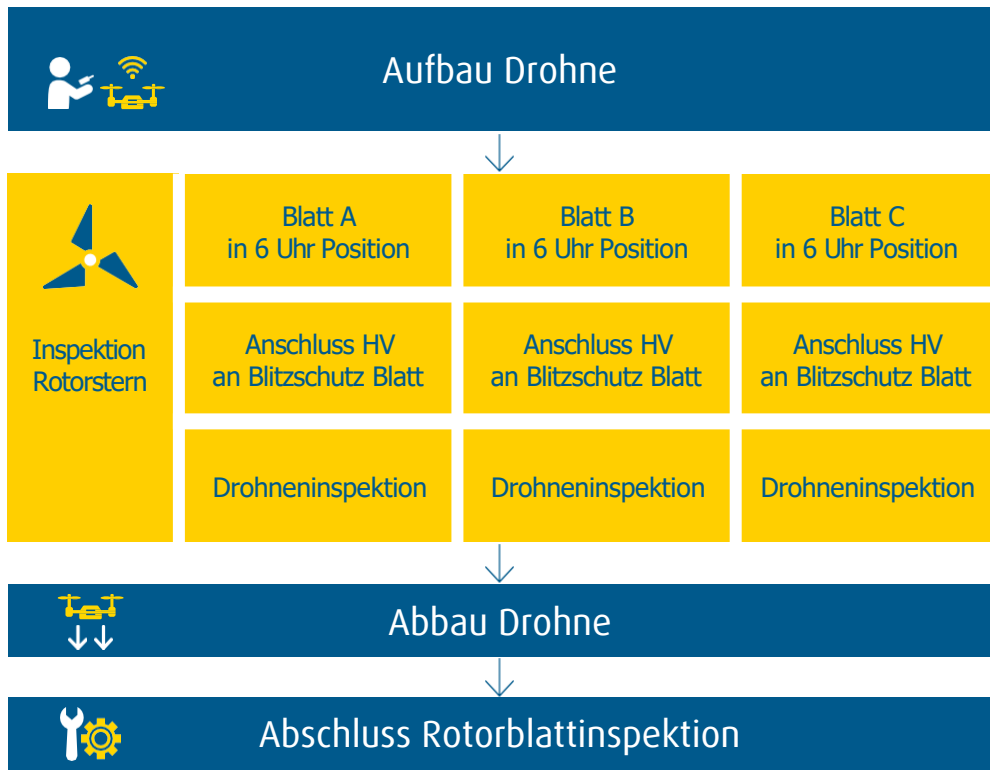 Aufbau Drohne
Inspektion
Rotorstern
Blatt A
in 6 Uhr Position
Blatt B
in 6 Uhr Position
Blatt C
in 6 Uhr Position
Anschluss HV
an Blitzschutz Blatt
Anschluss HV
an Blitzschutz Blatt
Anschluss HV
an Blitzschutz Blatt
Drohneninspektion
Drohneninspektion
Drohneninspektion
Abbau Drohne
Abschluss Rotorblattinspektion